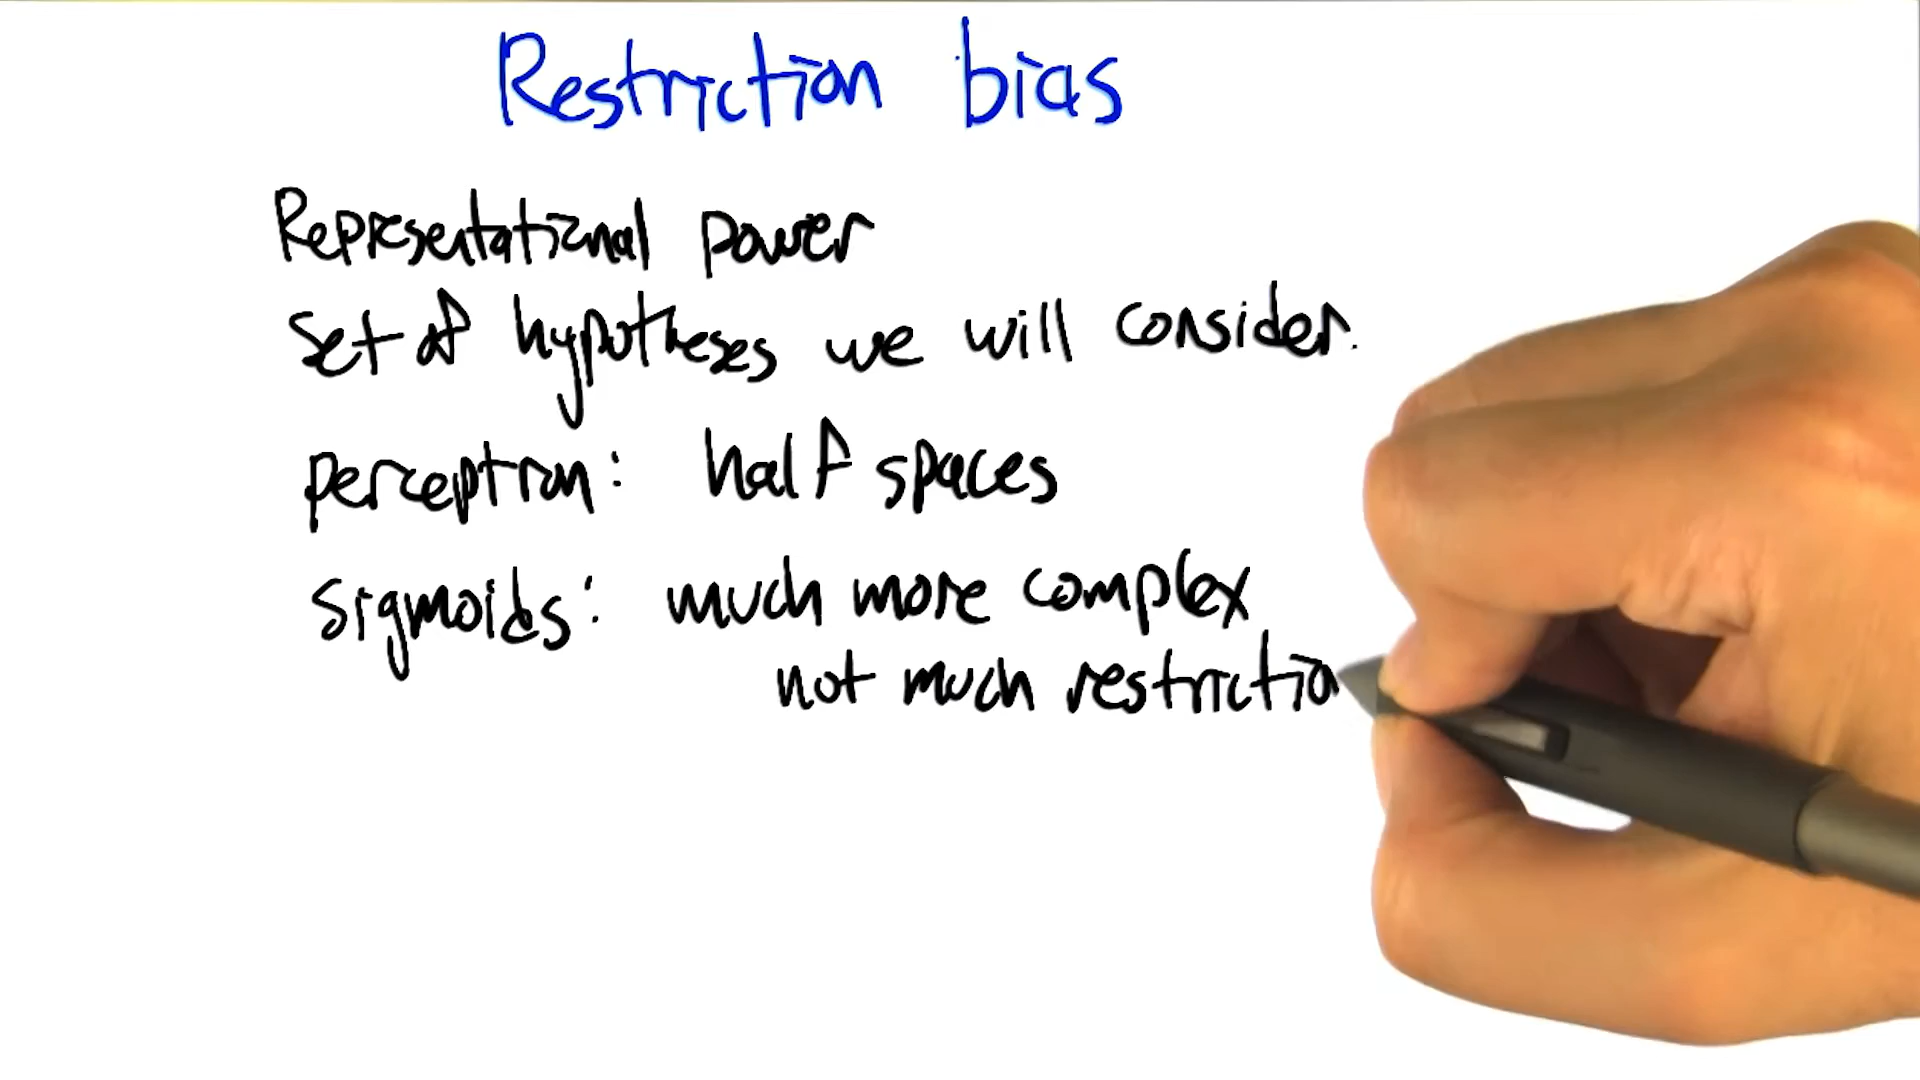 Restriction bias
Representational power
set of hypotheses we will consider.
perceptron: half spaces
sigmoids: much more complex
not much restrictio